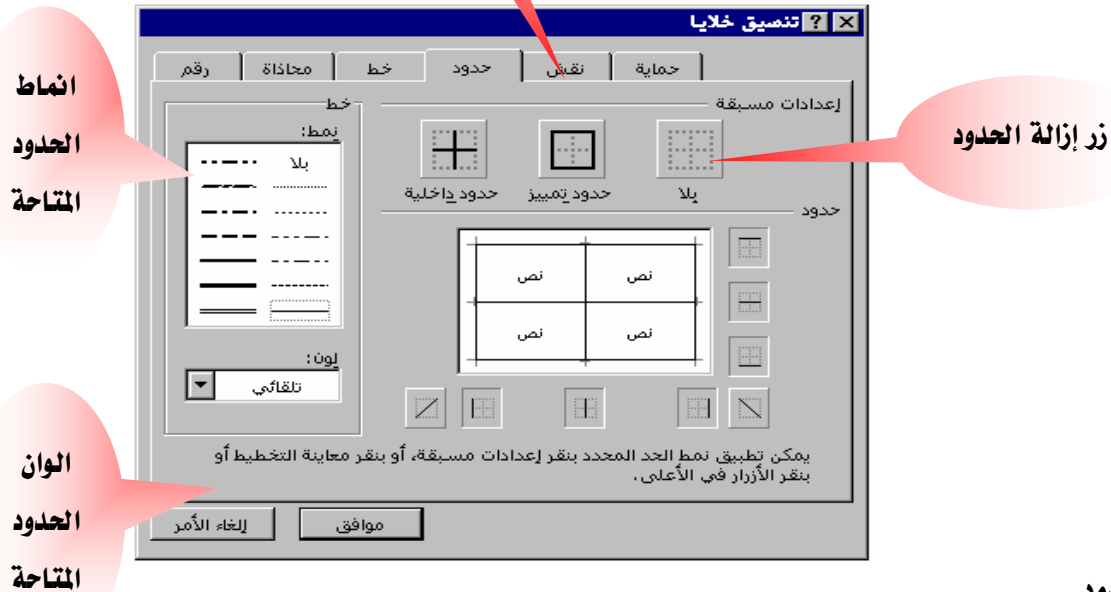 تنسيق خلايا
رقم محاذاة خط حدود نقش حماية
إعدادات مسبقة
بلا حدود تمييز حدود داخلية
حدود
نص نص
نص نص
خط
نمط:
بلا
لون:
تلقائي
يمكن تطبيق نمط الحد المحدد بنقر إعدادات مسبقة، أو بنقر معاينة التخطيط أو
بنقر الأزرار في الأعلى.
موافق إلغاء الأمر
زر إزالة الحدود
انماط
الحدود
المتاحة
الوان
الحدود
المتاحة